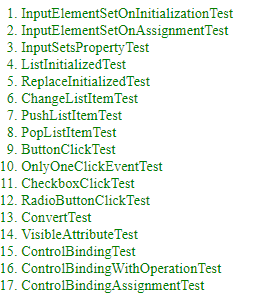 1. InputElementSetOnInitializationTest
2. InputElementSetOnAssignmentTest
3. InputSetsPropertyTest
4. ListInitializedTest
5. ReplaceInitializedTest
6. ChangeListItemTest
7. PushListItemTest
8. PopListItemTest
9. ButtonClickTest
10. OnlyOneClickEventTest
11. CheckboxClickTest
12. RadioButtonClickTest
13. ConvertTest
14. VisibleAttributeTest
15. ControlBindingTest
16. ControlBindingWithOperationTest
17. ControlBindingAssignmentTest